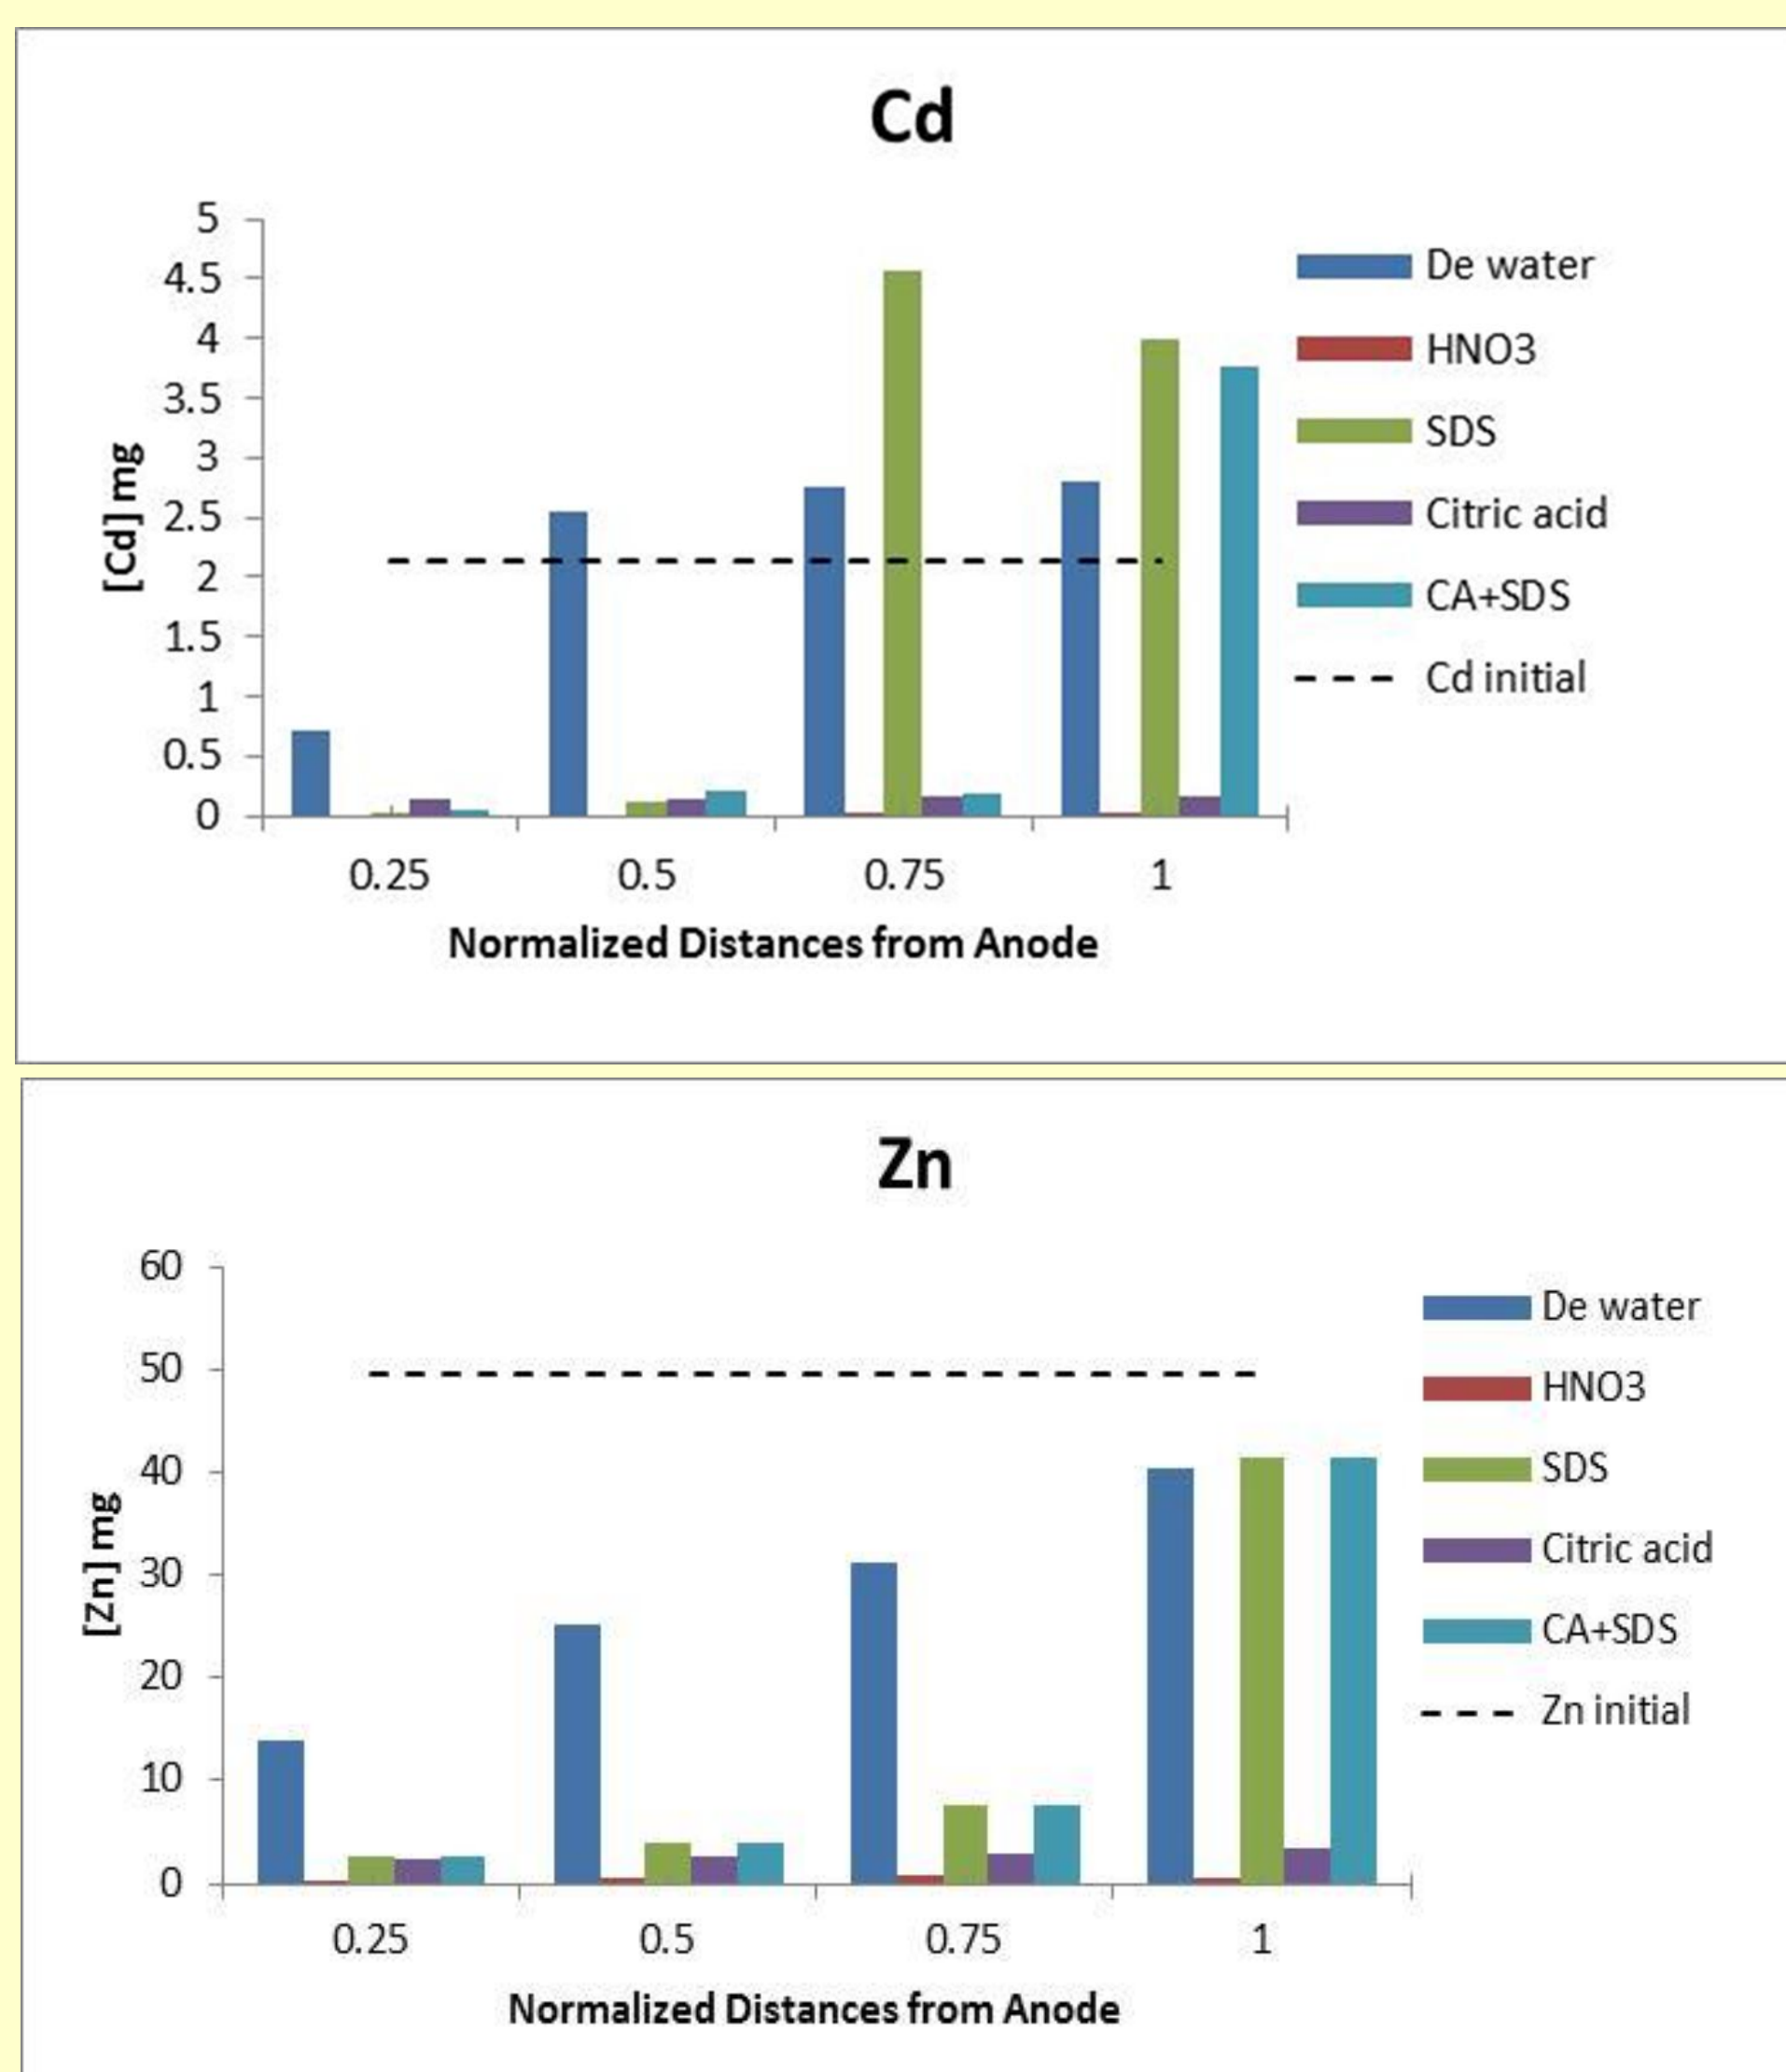 Cd
5
4.5
4
3.5
3
2.5
2
1.5
1
0.5
0
[Cd] mg
0.25 0.5 0.75 1
Normalized Distances from Anode
De water
HNO3
SDS
Citric acid
CA+SDS
Cd initial
Zn
60
50
40
30
20
10
0
[Zn] mg
0.25 0.5 0.75 1
Normalized Distances from Anode
De water
HNO3
SDS
Citric acid
CA+SDS
Zn initial